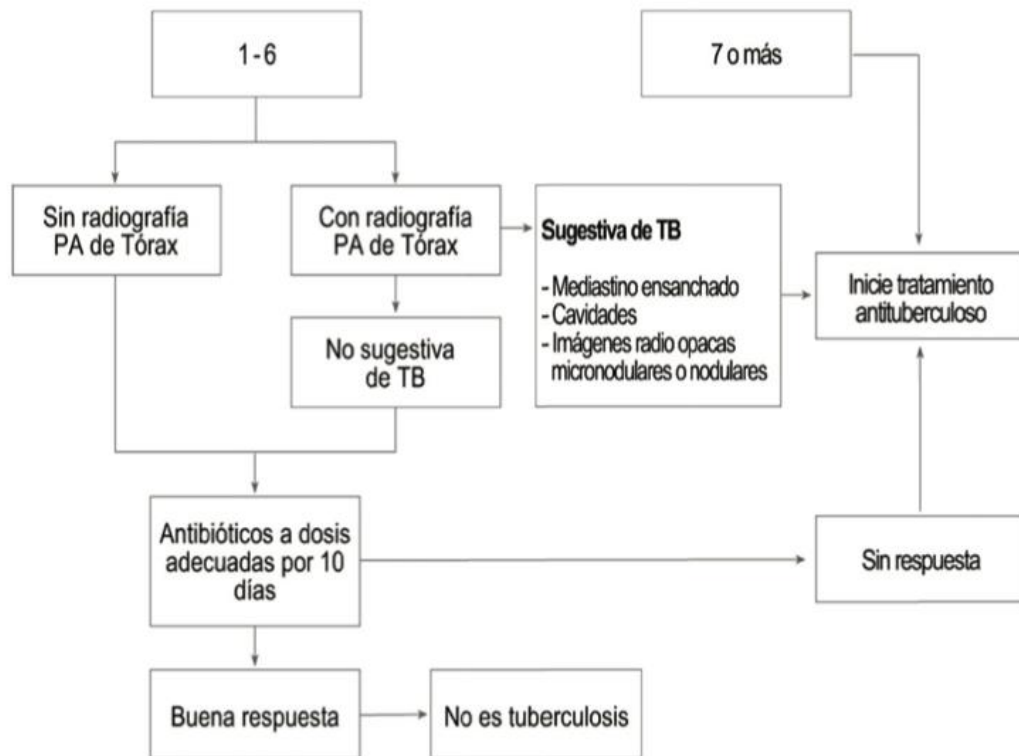 1 - 6
7 o más
Sin radiografía
PA de Tórax
Con radiografía
PA de Tórax
Sugestiva de TB
- Mediastino ensanchado
- Cavidades
- Imágenes radio opacas
micronodulares o nodulares
Inicie tratamiento
antituberculoso
No sugestiva
de TB
Antibióticos a dosis
adecuadas por 10
días
Sin respuesta
Buena respuesta
No es tuberculosis